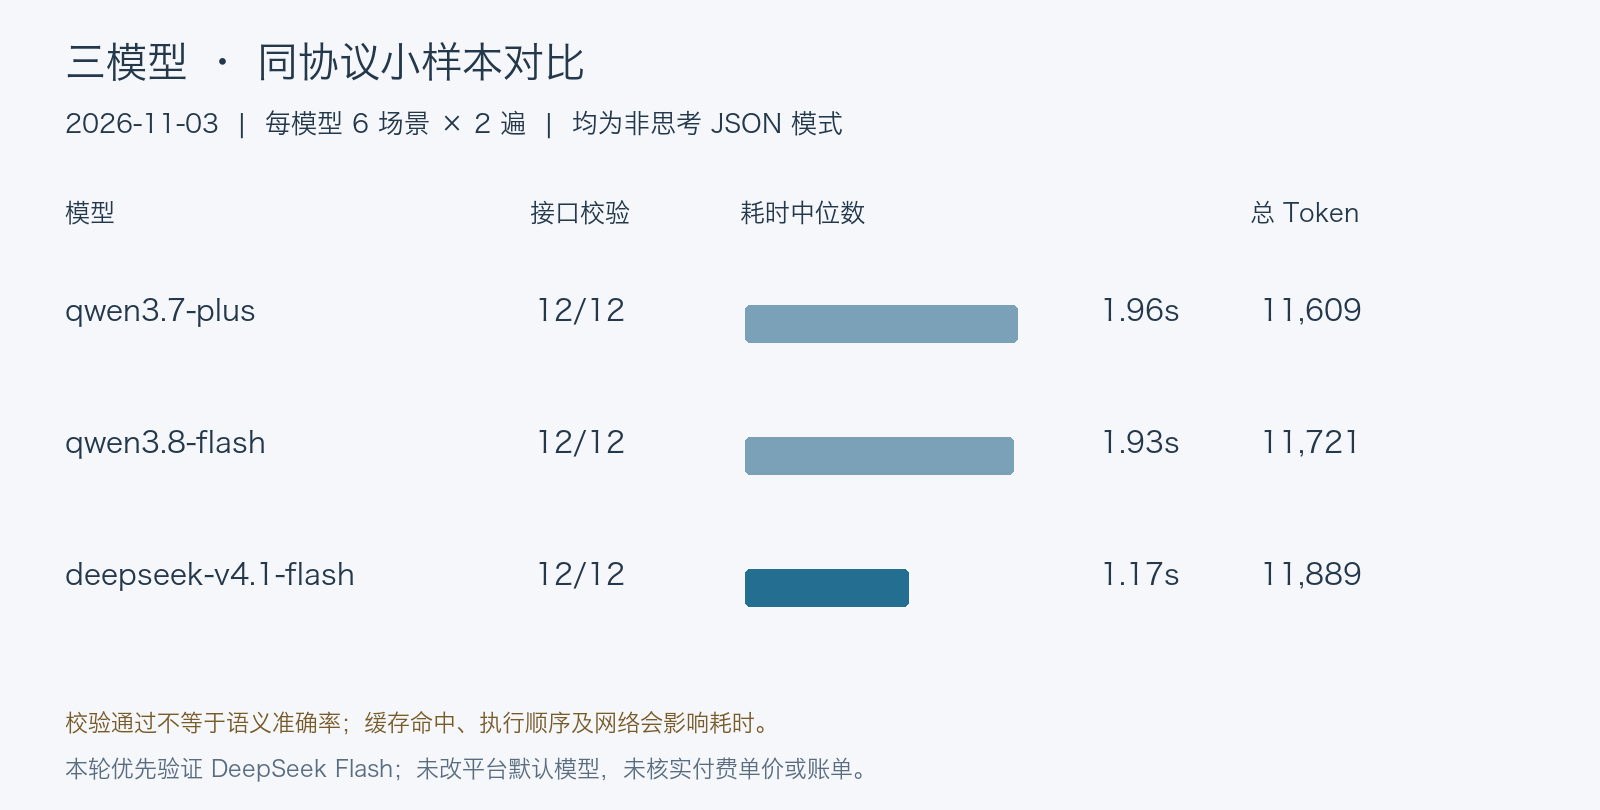 三模型 · 同协议小样本对比
2026-11-03 | 每模型 6 场景 × 2 遍 | 均为非思考 JSON 模式
模型 接口校验 耗时中位数 总 Token
qwen3.7-plus 12/12 1.96s 11,609
qwen3.8-flash 12/12 1.93s 11,721
deepseek-v4.1-flash 12/12 1.17s 11,889
校验通过不等于语义准确率；缓存命中、执行顺序及网络会影响耗时。
本轮优先验证 DeepSeek Flash；未改平台默认模型，未核实付费单价或账单。